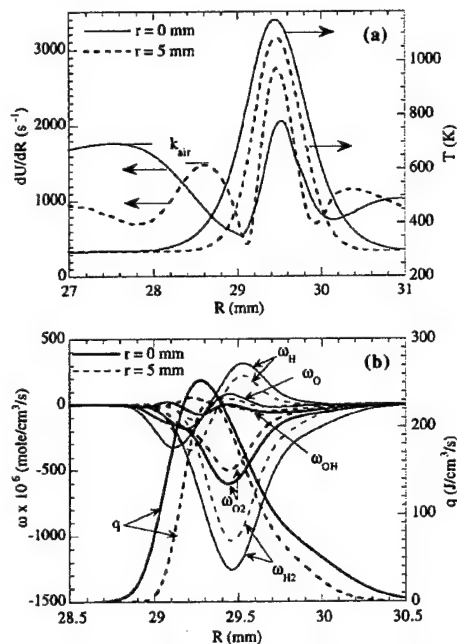 (a)
r = 0 mm
r = 5 mm
k_air
dU/dR (s⁻¹)
3000
2000
1000
400
0
T (K)
1000
800
600
400
200
27
28
29
30
31
R (mm)
(b)
r = 0 mm
r = 5 mm
ω_H
ω_O
ω_OH
ω_O2
ω_H2
q
ω x 10⁶ (mole/cm³/s)
500
0
-500
-1000
-1500
q (J/cm³/s)
300
200
100
0
28.5
29
29.5
30
30.5
R (mm)